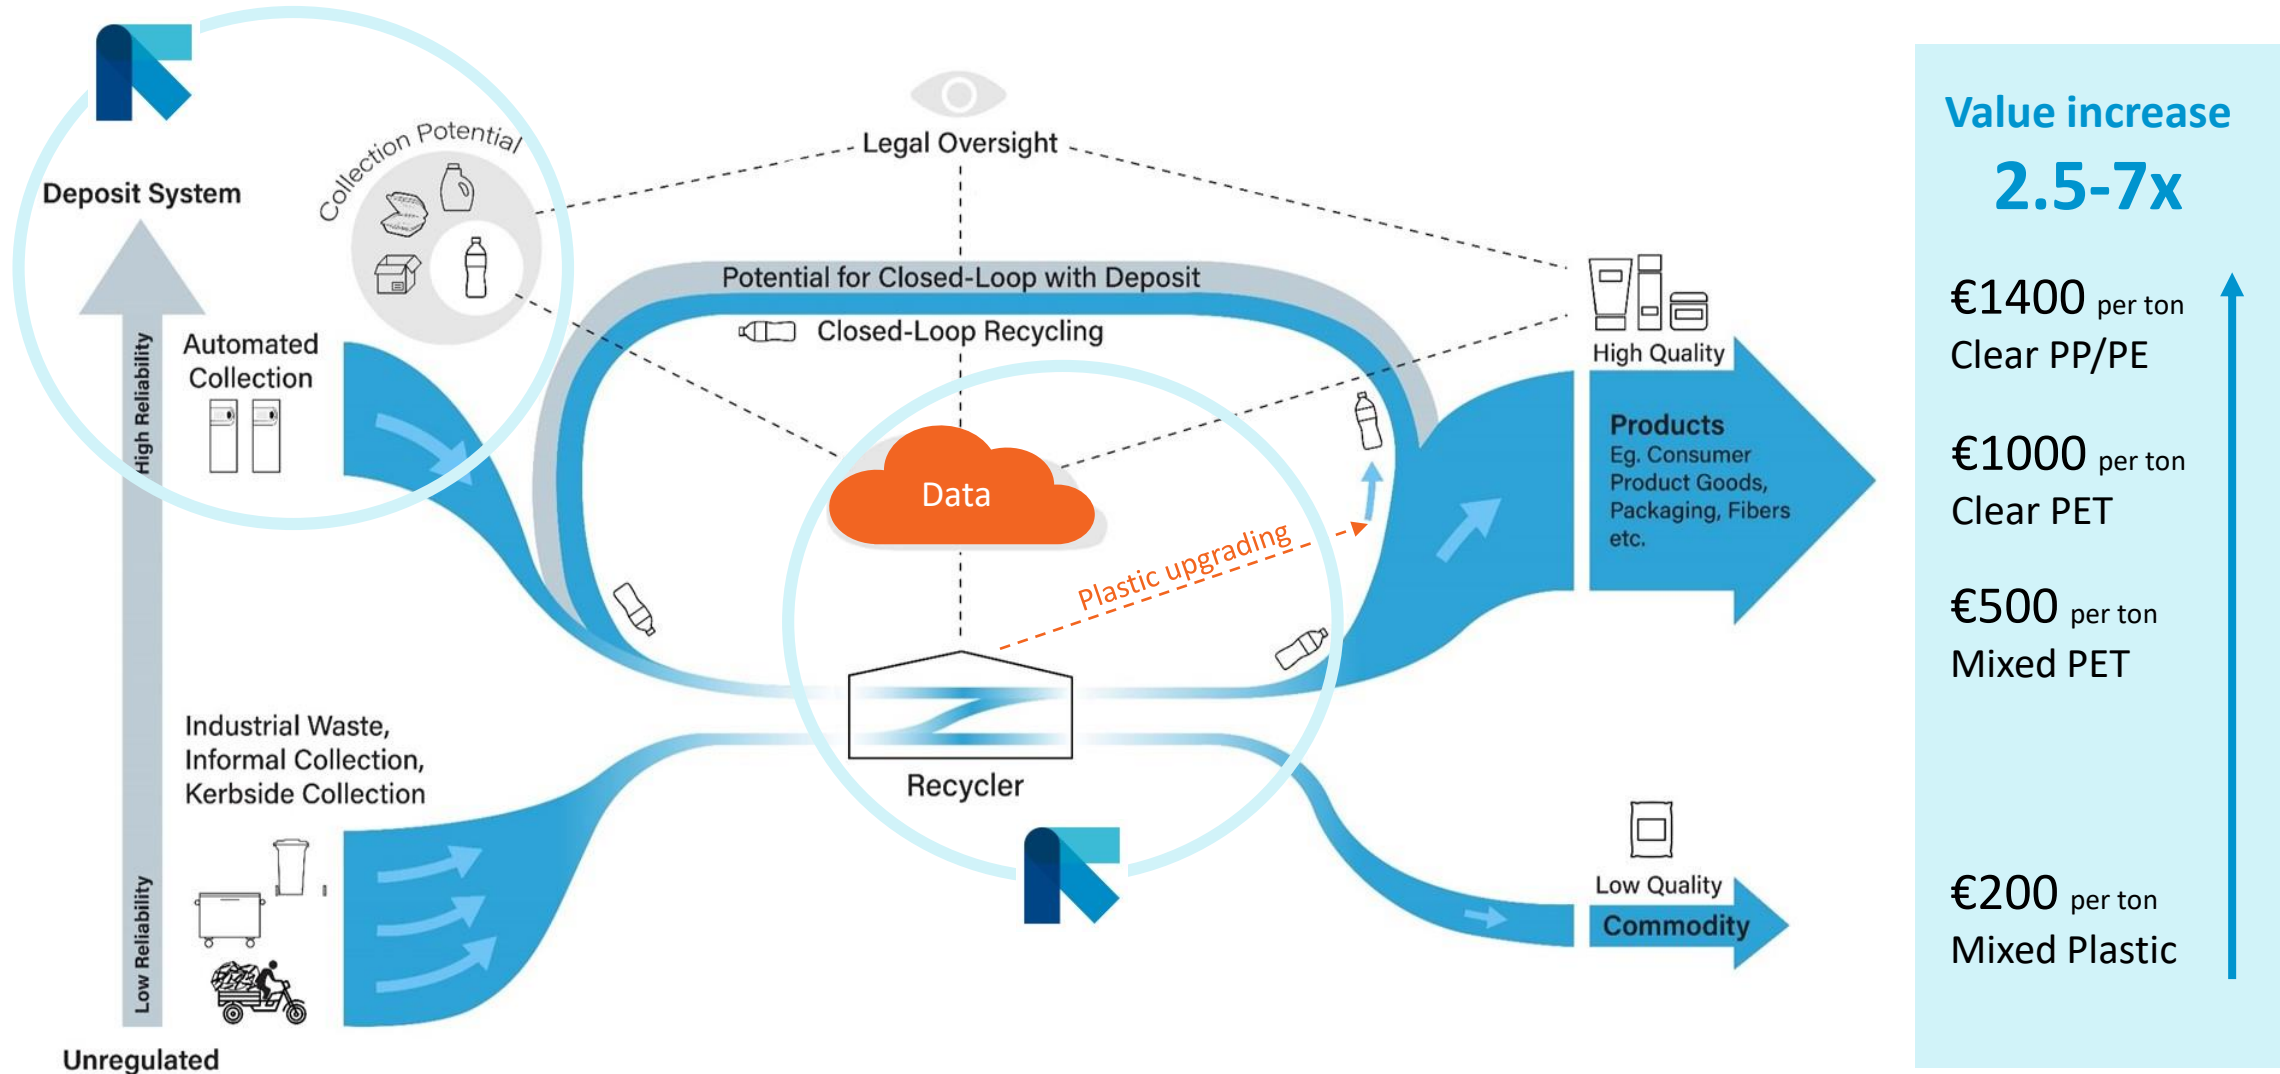 Deposit System
Collection Potential
Legal Oversight
Potential for Closed-Loop with Deposit
Closed-Loop Recycling
High Reliability
Automated
Collection
Data
Plastic upgrading
High Quality
Products
Eg. Consumer
Product Goods,
Packaging, Fibers
etc.
Industrial Waste,
Informal Collection,
Kerbside Collection
Recycler
Low Reliability
Low Quality
Commodity
Unregulated
Value increase
2.5-7x
€1400 per ton
Clear PP/PE
€1000 per ton
Clear PET
€500 per ton
Mixed PET
€200 per ton
Mixed Plastic